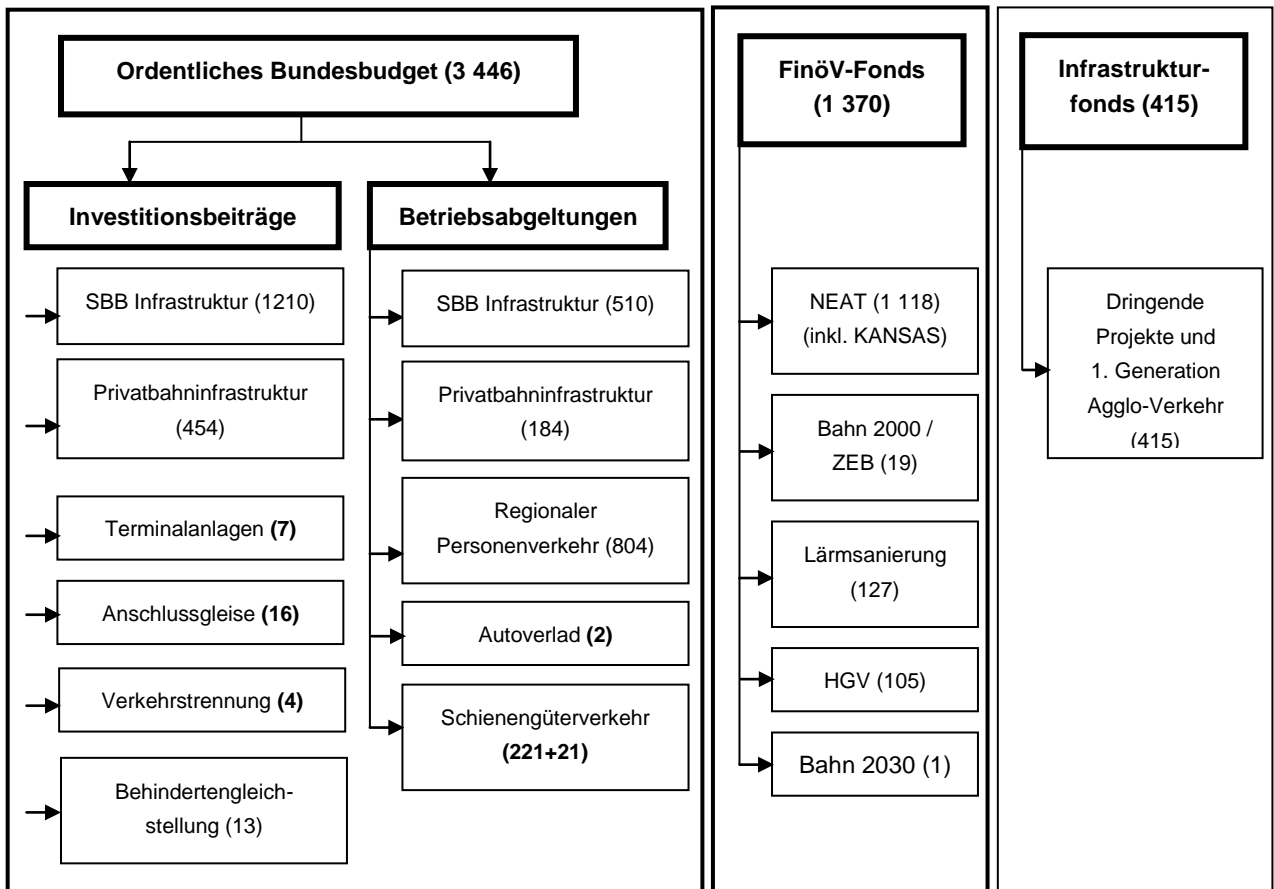 Ordentliches Bundesbudget (3 446)
Investitionsbeiträge
SBB Infrastruktur (1210)
Privatbahninfrastruktur
(454)
Terminalanlagen (7)
Anschlussgleise (16)
Verkehrstrennung (4)
Behindertengleich-
stellung (13)
Betriebsabgeltungen
SBB Infrastruktur (510)
Privatbahninfrastruktur
(184)
Regionaler
Personenverkehr (804)
Autoverlad (2)
Schienengüterverkehr
(221+21)
FinöV-Fonds
(1 370)
NEAT (1 118)
(inkl. KANSAS)
Bahn 2000 /
ZEB (19)
Lärmsanierung
(127)
HGV (105)
Bahn 2030 (1)
Infrastruktur-
fonds (415)
Dringende
Projekte und
1. Generation
Agglo-Verkehr
(415)